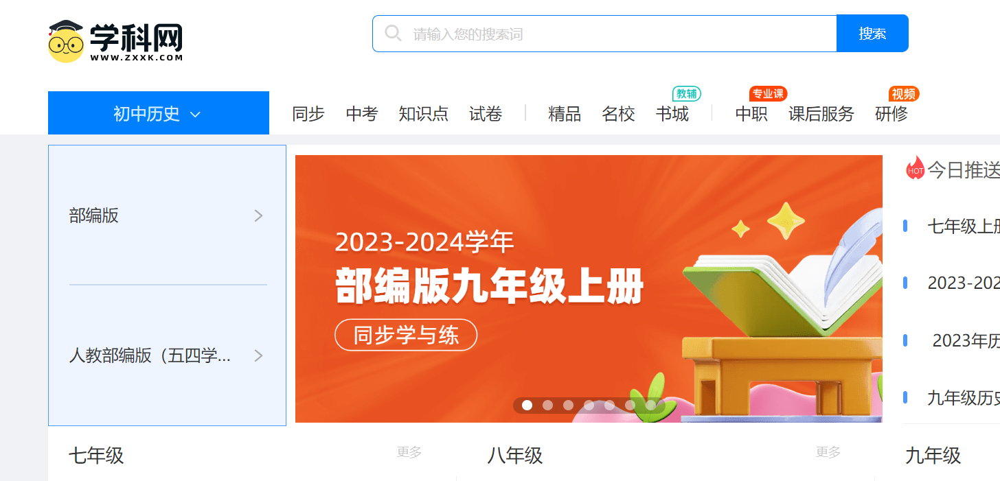 学科网
WWW.ZXXK.COM
请输入您的搜索词
搜索
初中历史
同步 中考 知识点 试卷 精品 名校 书城 教辅 中职 专业课 课后服务 研修 视频
部编版
人教部编版（五四学...
2023-2024学年
部编版九年级上册
同步学与练
HOT
今日推送
七年级上册
2023-202
2023年历
九年级历史
七年级 更多
八年级 更多
九年级